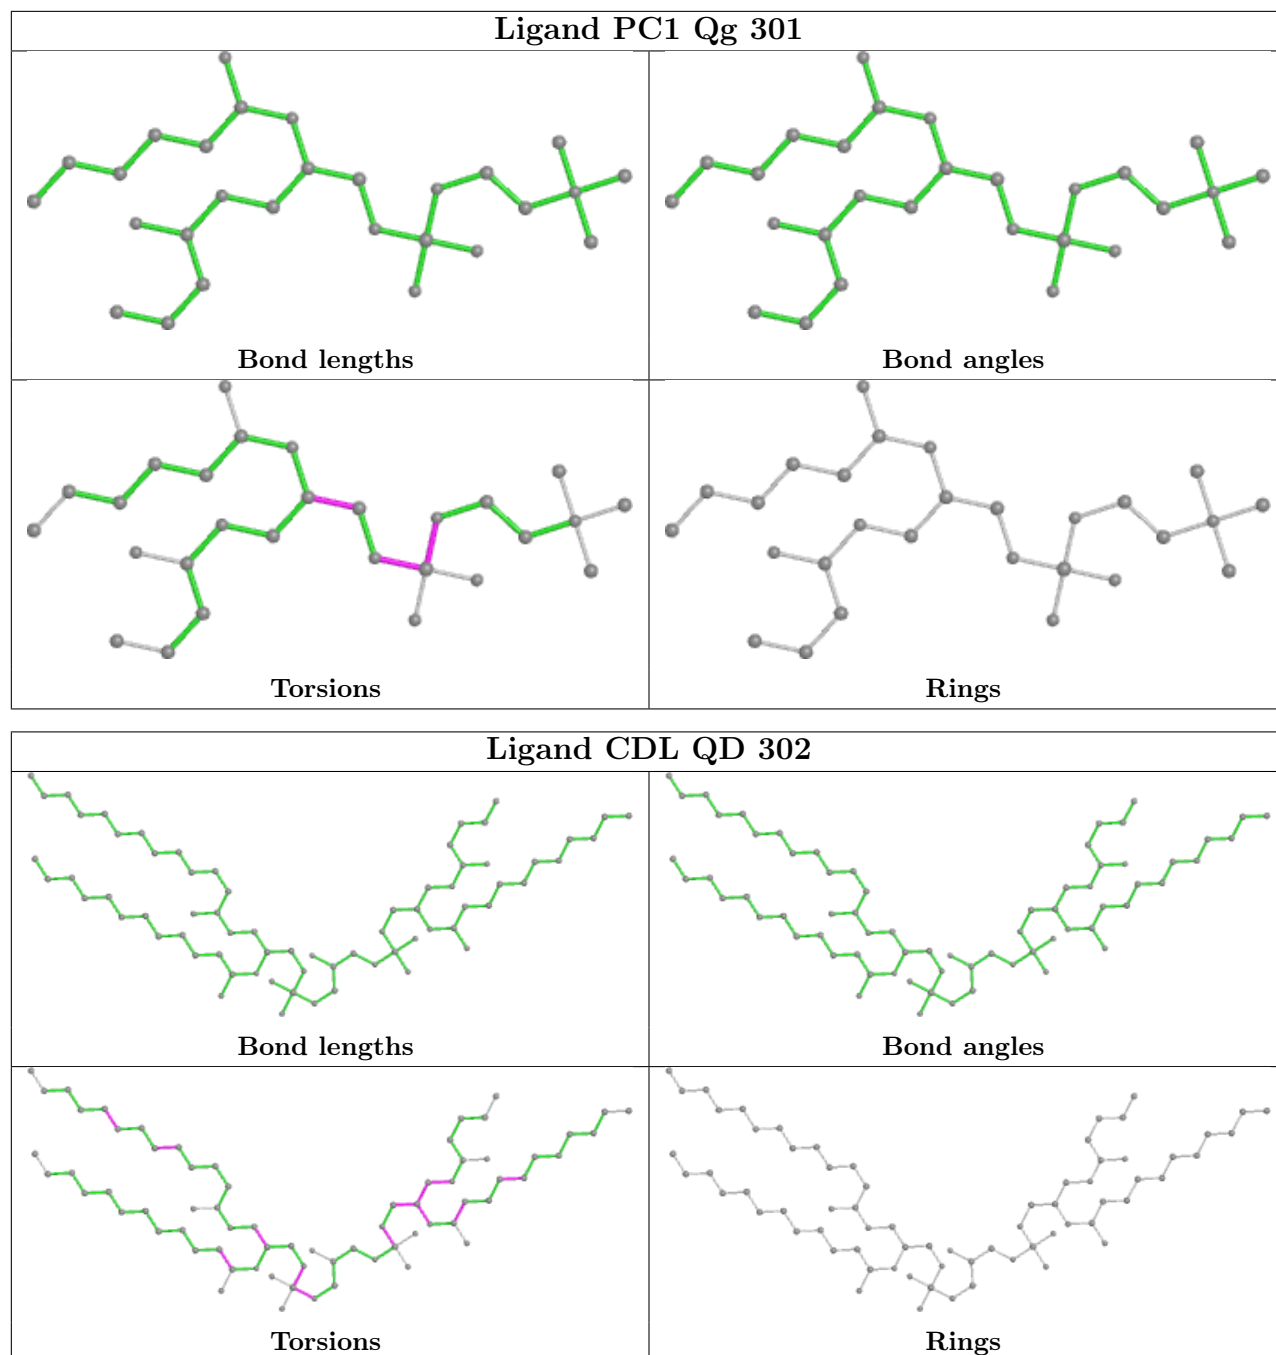 Ligand PC1 Qg 301
Bond lengths
Bond angles
Torsions
Rings
Ligand CDL QD 302
Bond lengths
Bond angles
Torsions
Rings